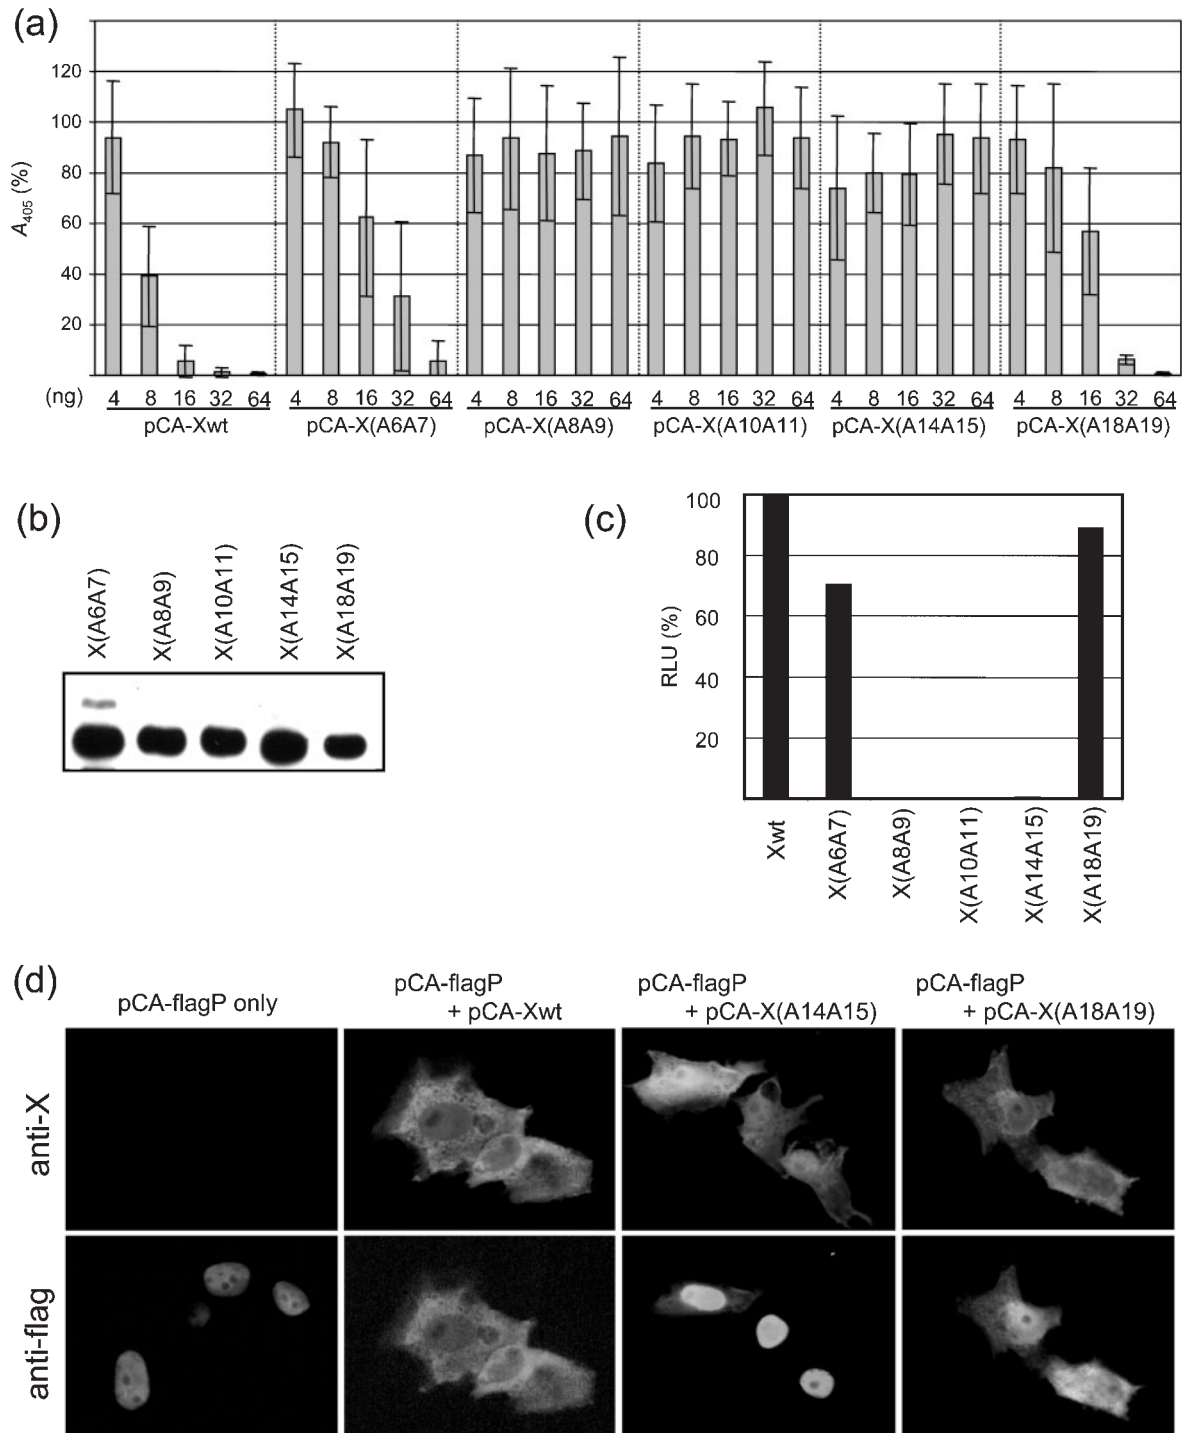 (a)
120
100
80
60
40
20
A405 (%)
(ng) 4 8 16 32 64 4 8 16 32 64 4 8 16 32 64 4 8 16 32 64 4 8 16 32 64 4 8 16 32 64
pCA-Xwt pCA-X(A6A7) pCA-X(A8A9) pCA-X(A10A11) pCA-X(A14A15) pCA-X(A18A19)
(b)
X(A6A7)
X(A8A9)
X(A10A11)
X(A14A15)
X(A18A19)
(c)
100
80
60
40
20
RLU (%)
Xwt
X(A6A7)
X(A8A9)
X(A10A11)
X(A14A15)
X(A18A19)
(d)
pCA-flagP only
pCA-flagP
+ pCA-Xwt
pCA-flagP
+ pCA-X(A14A15)
pCA-flagP
+ pCA-X(A18A19)
anti-X
anti-flag